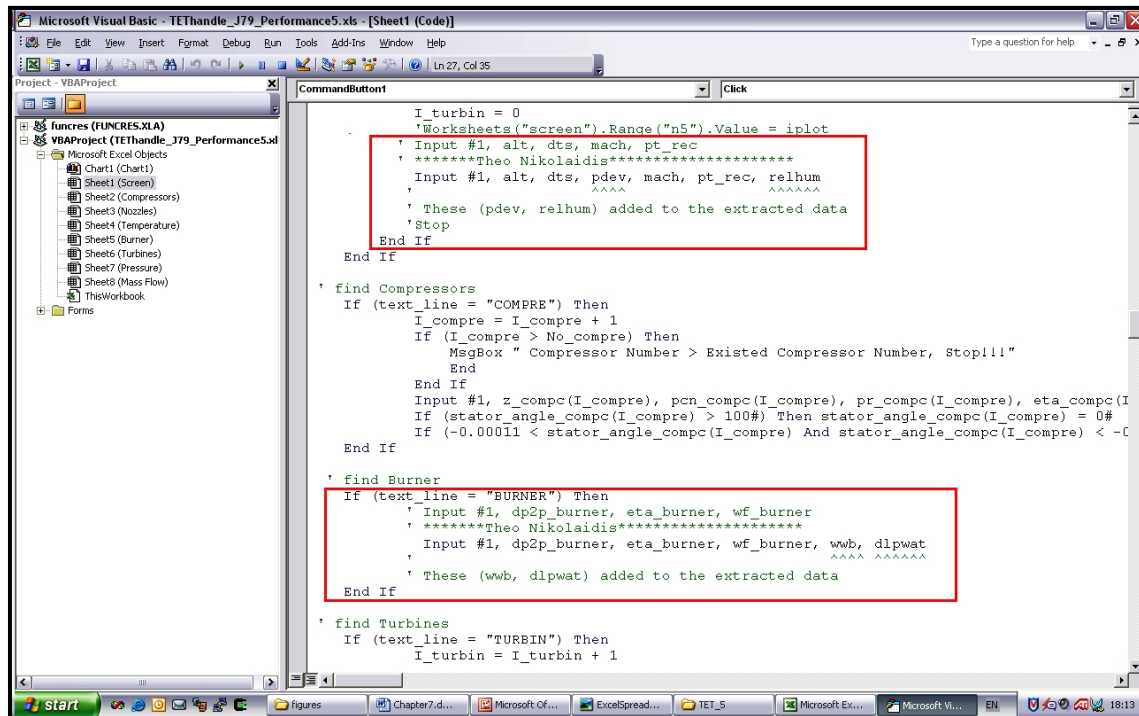 Microsoft Visual Basic - TEThandle_J79_Performance5.xls - [Sheet1 (Code)]
File Edit View Insert Format Debug Run Tools Add-Ins Window Help
Type a question for help
Ln 27, Col 35
Project - VBAProject
CommandButton1
Click
funcres (FUNCRES.XLA)
VBAProject (TEThandle_J79_Performance5.xl
Microsoft Excel Objects
Chart1 (Chart1)
Sheet1 (Screen)
Sheet2 (Compressors)
Sheet3 (Nozzles)
Sheet4 (Temperature)
Sheet5 (Burner)
Sheet6 (Turbines)
Sheet7 (Pressure)
Sheet8 (Mass Flow)
ThisWorkbook
Forms
I_turbin = 0
'Worksheets("screen").Range("n5").Value = iplot
' Input #1, alt, dts, mach, pt_rec
' *******Theo Nikolaidis*********************
Input #1, alt, dts, pdev, mach, pt_rec, relhum
' ^^^^ ^^^^^^
' These (pdev, relhum) added to the extracted data
'Stop
End If
End If
' find Compressors
If (text_line = "COMPRE") Then
I_compre = I_compre + 1
If (I_compre > No_compre) Then
MsgBox " Compressor Number > Existed Compressor Number, Stop!!!"
End
End If
Input #1, z_compc(I_compre), pcn_compc(I_compre), pr_compc(I_compre), eta_compc(I
If (stator_angle_compc(I_compre) > 100#) Then stator_angle_compc(I_compre) = 0#
If (-0.00011 < stator_angle_compc(I_compre) And stator_angle_compc(I_compre) < -0
End If
' find Burner
If (text_line = "BURNER") Then
' Input #1, dp2p_burner, eta_burner, wf_burner
' *******Theo Nikolaidis*********************
Input #1, dp2p_burner, eta_burner, wf_burner, wwb, dlpwat
' ^^^^ ^^^^^^
' These (wwb, dlpwat) added to the extracted data
End If
' find Turbines
If (text_line = "TURBIN") Then
I_turbin = I_turbin + 1
start
figures
Chapter7.d...
Microsoft Of...
ExcelSpread...
TET_5
Microsoft Ex...
Microsoft Vi...
EN
18:13